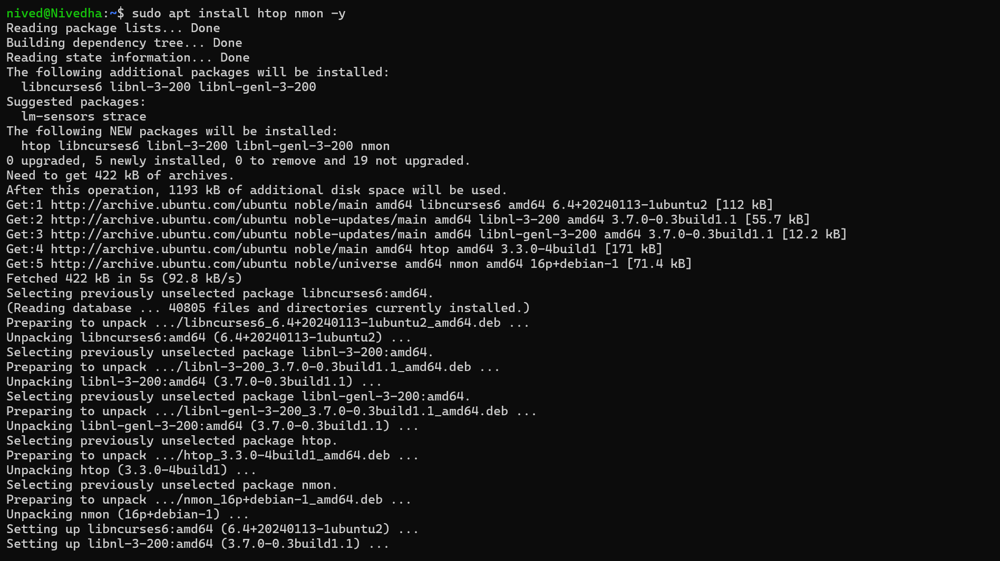 nived@Nivedha:~$ sudo apt install htop nmon -y
Reading package lists... Done
Building dependency tree... Done
Reading state information... Done
The following additional packages will be installed:
  libncurses6 libnl-3-200 libnl-genl-3-200
Suggested packages:
  lm-sensors strace
The following NEW packages will be installed:
  htop libncurses6 libnl-3-200 libnl-genl-3-200 nmon
0 upgraded, 5 newly installed, 0 to remove and 19 not upgraded.
Need to get 422 kB of archives.
After this operation, 1193 kB of additional disk space will be used.
Get:1 http://archive.ubuntu.com/ubuntu noble/main amd64 libncurses6 amd64 6.4+20240113-1ubuntu2 [112 kB]
Get:2 http://archive.ubuntu.com/ubuntu noble-updates/main amd64 libnl-3-200 amd64 3.7.0-0.3build1.1 [55.7 kB]
Get:3 http://archive.ubuntu.com/ubuntu noble-updates/main amd64 libnl-genl-3-200 amd64 3.7.0-0.3build1.1 [12.2 kB]
Get:4 http://archive.ubuntu.com/ubuntu noble/main amd64 htop amd64 3.3.0-4build1 [171 kB]
Get:5 http://archive.ubuntu.com/ubuntu noble/universe amd64 nmon amd64 16p+debian-1 [71.4 kB]
Fetched 422 kB in 5s (92.8 kB/s)
Selecting previously unselected package libncurses6:amd64.
(Reading database ... 40805 files and directories currently installed.)
Preparing to unpack .../libncurses6_6.4+20240113-1ubuntu2_amd64.deb ...
Unpacking libncurses6:amd64 (6.4+20240113-1ubuntu2) ...
Selecting previously unselected package libnl-3-200:amd64.
Preparing to unpack .../libnl-3-200_3.7.0-0.3build1.1_amd64.deb ...
Unpacking libnl-3-200:amd64 (3.7.0-0.3build1.1) ...
Selecting previously unselected package libnl-genl-3-200:amd64.
Preparing to unpack .../libnl-genl-3-200_3.7.0-0.3build1.1_amd64.deb ...
Unpacking libnl-genl-3-200:amd64 (3.7.0-0.3build1.1) ...
Selecting previously unselected package htop.
Preparing to unpack .../htop_3.3.0-4build1_amd64.deb ...
Unpacking htop (3.3.0-4build1) ...
Selecting previously unselected package nmon.
Preparing to unpack .../nmon_16p+debian-1_amd64.deb ...
Unpacking nmon (16p+debian-1) ...
Setting up libncurses6:amd64 (6.4+20240113-1ubuntu2) ...
Setting up libnl-3-200:amd64 (3.7.0-0.3build1.1) ...